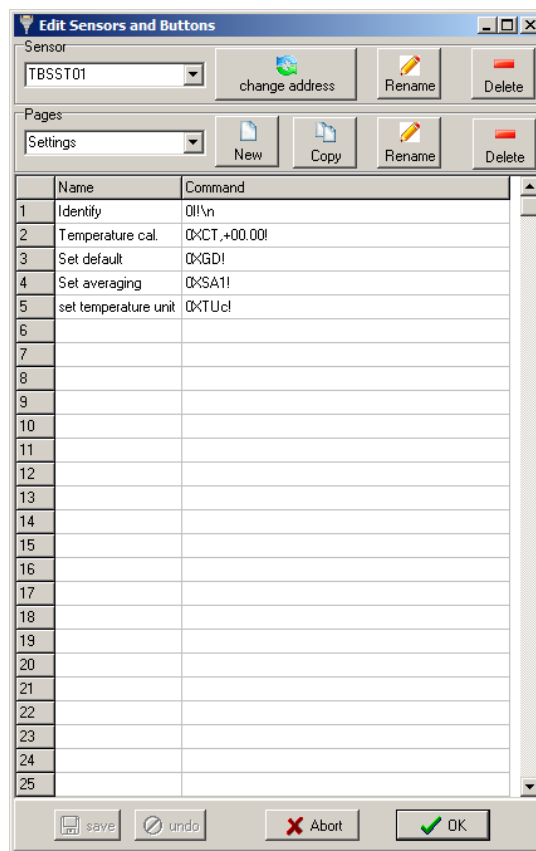 Edit Sensors and Buttons
Sensor
TBSST01
change address
Rename
Delete
Pages
Settings
New
Copy
Rename
Delete
Name Command
1 Identify 0I!\n
2 Temperature cal. 0XCT,+00.00!
3 Set default 0XGD!
4 Set averaging 0XSA1!
5 set temperature unit 0XTUc!
6
7
8
9
10
11
12
13
14
15
16
17
18
19
20
21
22
23
24
25
save
undo
Abort
OK